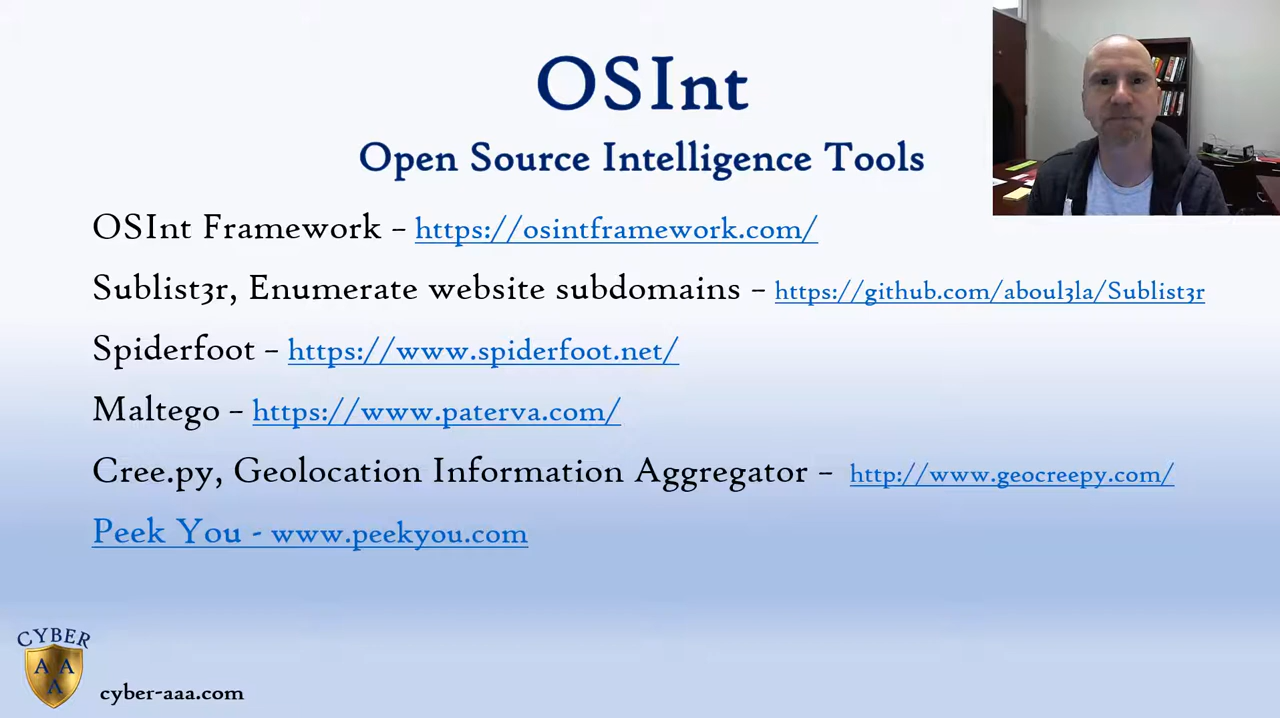 OSInt
Open Source Intelligence Tools
OSInt Framework – https://osintframework.com/
Sublist3r, Enumerate website subdomains – https://github.com/aboul3la/Sublist3r
Spiderfoot – https://www.spiderfoot.net/
Maltego – https://www.paterva.com/
Cree.py, Geolocation Information Aggregator – http://www.geocreepy.com/
Peek You - www.peekyou.com
CYBER
A A
A
cyber-aaa.com